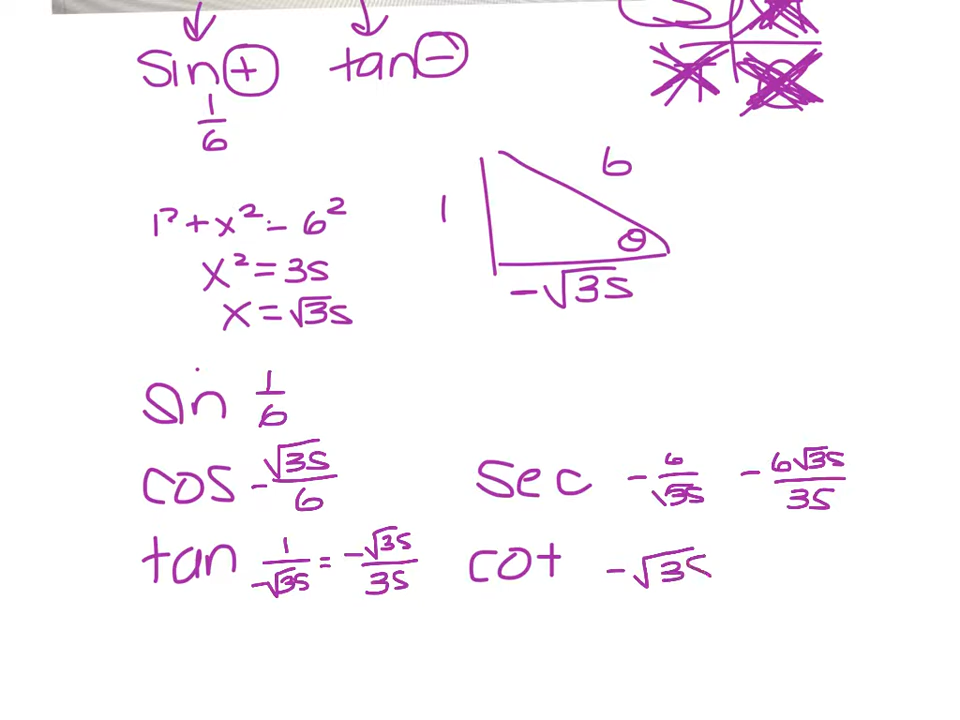 sin + tan −
1/6
6
1² + x² = 6²
1
θ
x² = 35
−√35
x = √35
sin 1/6
cos −√35/6 sec −6/√35 −6√35/35
tan 1/−√35 = −√35/35 cot −√35